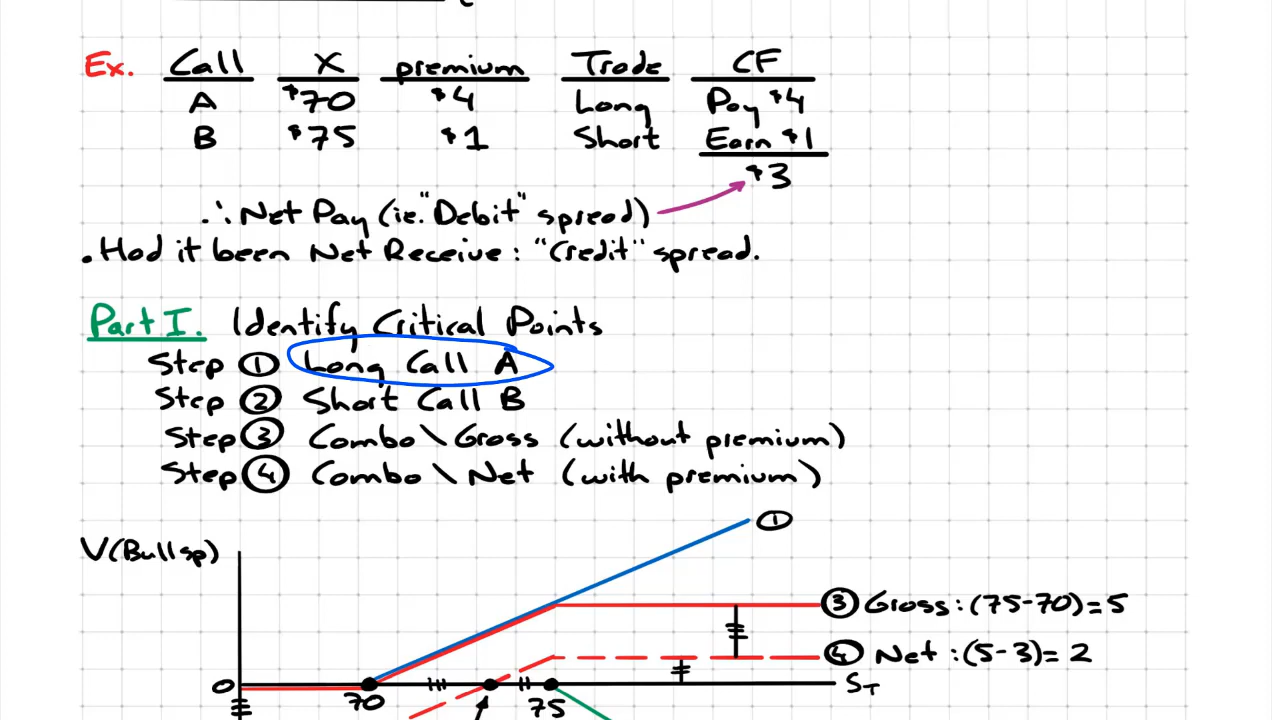 Ex. Call X premium Trade CF
A $70 $4 Long Pay $4
B $75 $1 Short Earn $1
$3
∴ Net Pay (ie. "Debit" spread)
. Had it been Net Receive: "Credit" spread.
Part I. Identify Critical Points
Step ① Long Call A
Step ② Short Call B
Step ③ Combo \ Gross (without premium)
Step ④ Combo \ Net (with premium)
①
V(Bull sp)
③ Gross: (75-70) = 5
④ Net: (5-3) = 2
0
S_T
70
75